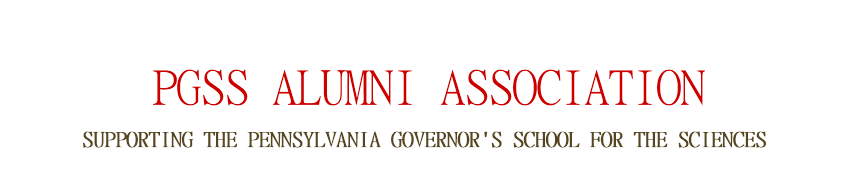 PGSS ALUMNI ASSOCIATION
SUPPORTING THE PENNSYLVANIA GOVERNOR'S SCHOOL FOR THE SCIENCES